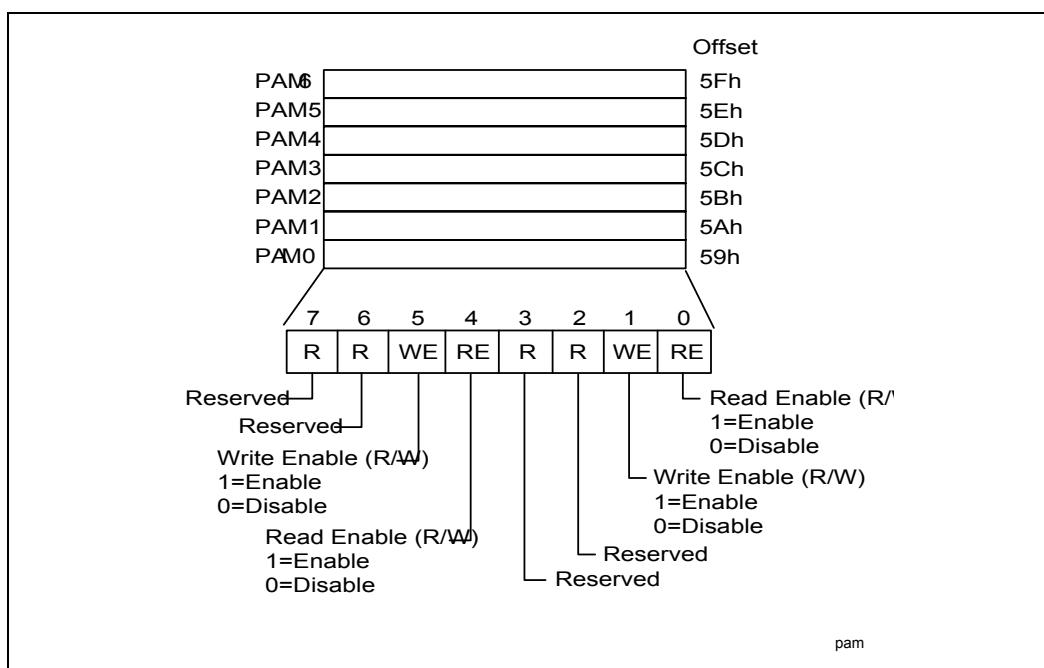 Offset
PAM6 5Fh
PAM5 5Eh
PAM4 5Dh
PAM3 5Ch
PAM2 5Bh
PAM1 5Ah
PAM0 59h
7 6 5 4 3 2 1 0
R R WE RE R R WE RE
Reserved
Reserved
Write Enable (R/W)
1=Enable
0=Disable
Read Enable (R/W)
1=Enable
0=Disable
Read Enable (R/
1=Enable
0=Disable
Write Enable (R/W)
1=Enable
0=Disable
Reserved
Reserved
pam